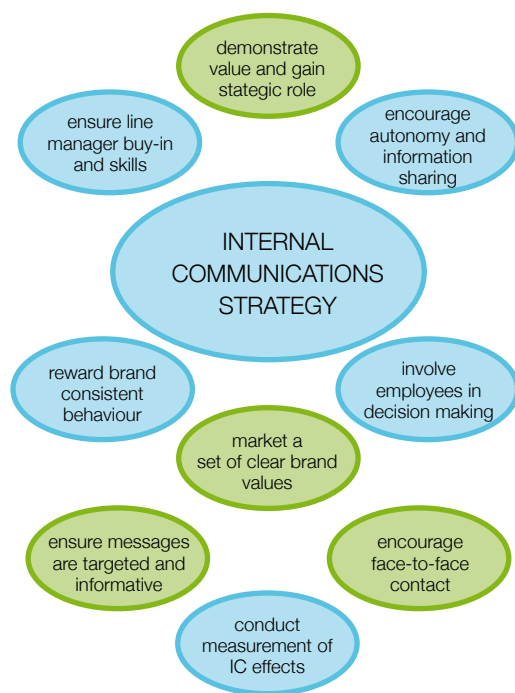 demonstrate
value and gain
stategic role
ensure line
manager buy-in
and skills
encourage
autonomy and
information
sharing
INTERNAL
COMMUNICATIONS
STRATEGY
reward brand
consistent
behaviour
involve
employees in
decision making
market a
set of clear brand
values
ensure messages
are targeted and
informative
encourage
face-to-face
contact
conduct
measurement of
IC effects